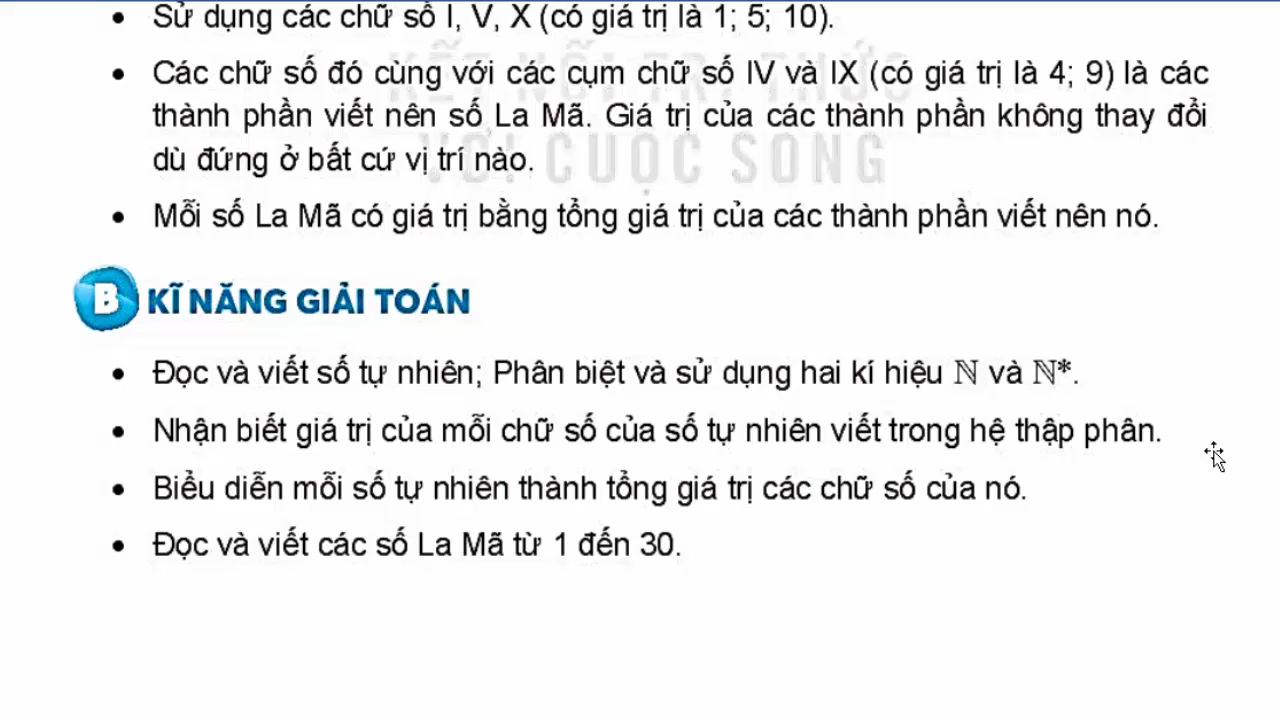 • Sử dụng các chữ số I, V, X (có giá trị là 1; 5; 10).
• Các chữ số đó cùng với các cụm chữ số IV và IX (có giá trị là 4; 9) là các
thành phần viết nên số La Mã. Giá trị của các thành phần không thay đổi
dù đứng ở bất cứ vị trí nào.
KẾT NỐI TRI THỨC
VỚI CUỘC SỐNG
• Mỗi số La Mã có giá trị bằng tổng giá trị của các thành phần viết nên nó.
B KĨ NĂNG GIẢI TOÁN
• Đọc và viết số tự nhiên; Phân biệt và sử dụng hai kí hiệu ℕ và ℕ*.
• Nhận biết giá trị của mỗi chữ số của số tự nhiên viết trong hệ thập phân.
• Biểu diễn mỗi số tự nhiên thành tổng giá trị các chữ số của nó.
• Đọc và viết các số La Mã từ 1 đến 30.